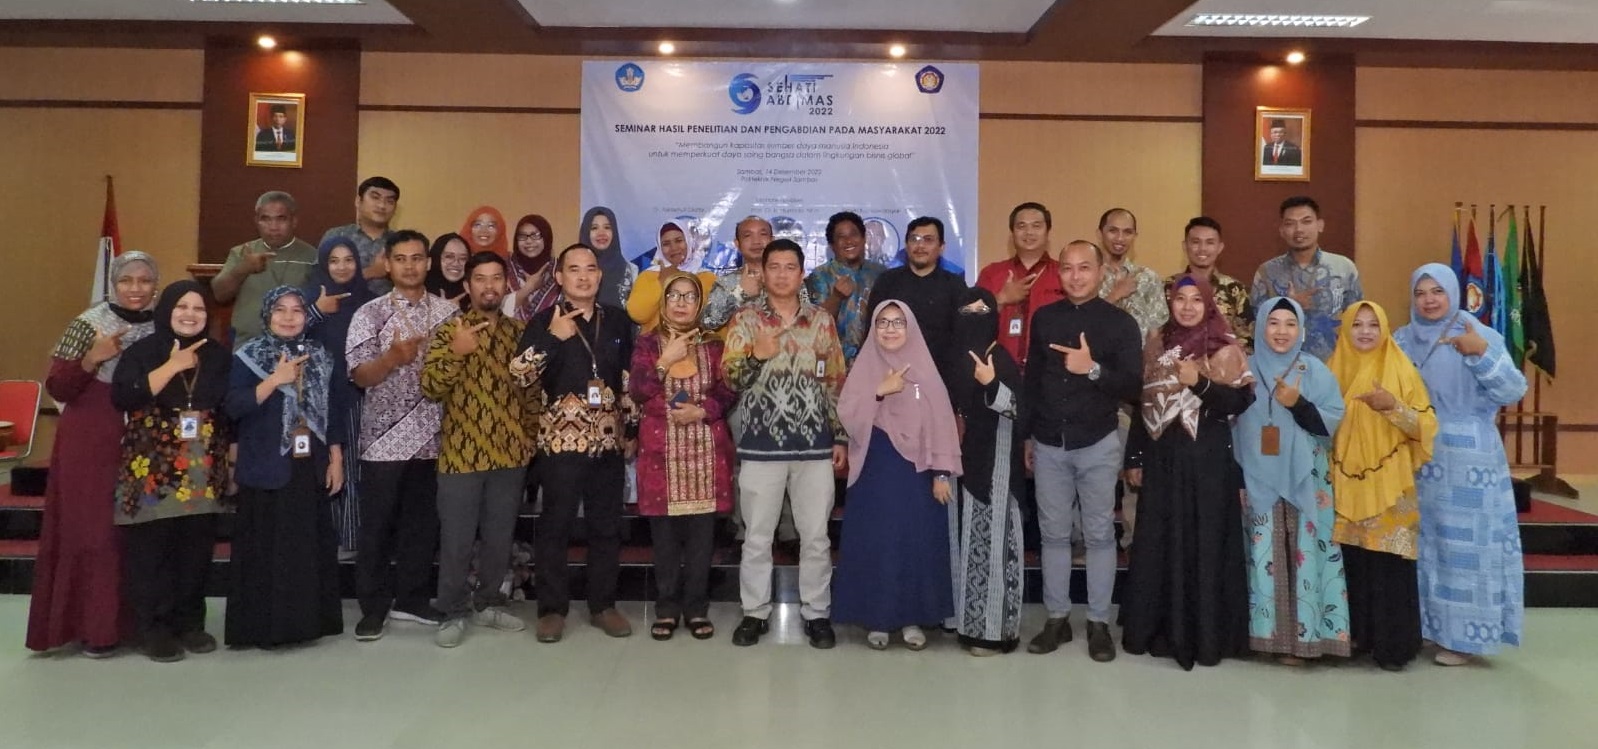 SEHATI
ABDIMAS
2022
SEMINAR HASIL PENELITIAN DAN PENGABDIAN PADA MASYARAKAT 2022
"Membangun kapasitas sumber daya manusia Indonesia
untuk memperkuat daya saing bangsa dalam lingkungan bisnis global"
Sambas, 14 Desember 2022
Politeknik Negeri Sambas